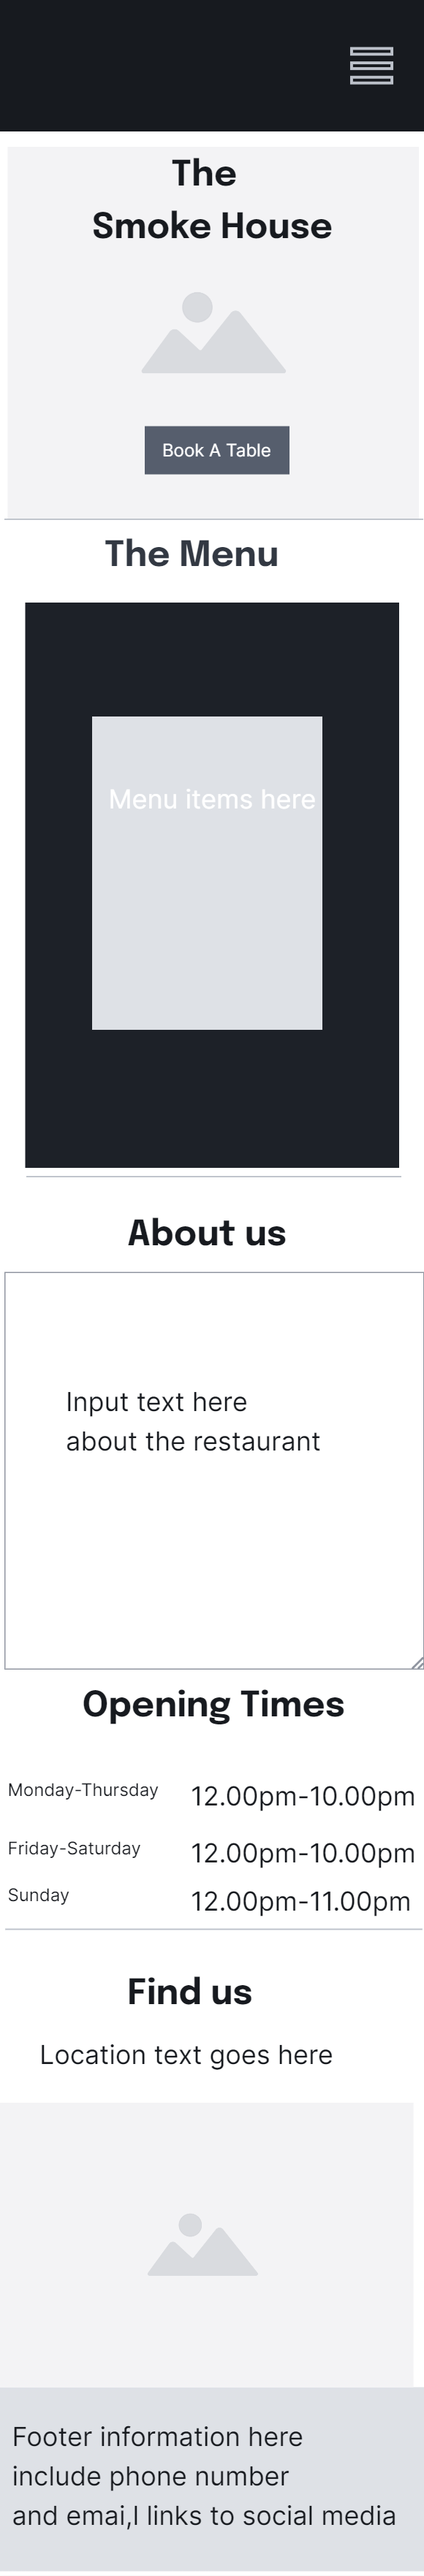 The
Smoke House
Book A Table
The Menu
Menu items here
About us
Input text here
about the restaurant
Opening Times
Monday-Thursday 12.00pm-10.00pm
Friday-Saturday 12.00pm-10.00pm
Sunday 12.00pm-11.00pm
Find us
Location text goes here
Footer information here
include phone number
and emai,l links to social media